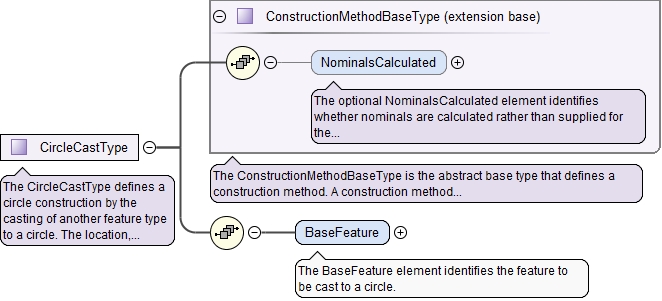 ConstructionMethodBaseType (extension base)
NominalsCalculated
The optional NominalsCalculated element identifies
whether nominals are calculated rather than supplied for
the...
CircleCastType
The ConstructionMethodBaseType is the abstract base type that defines a
construction method. A construction method...
The CircleCastType defines a
circle construction by the
casting of another feature type
to a circle. The location,...
BaseFeature
The BaseFeature element identifies the feature to
be cast to a circle.